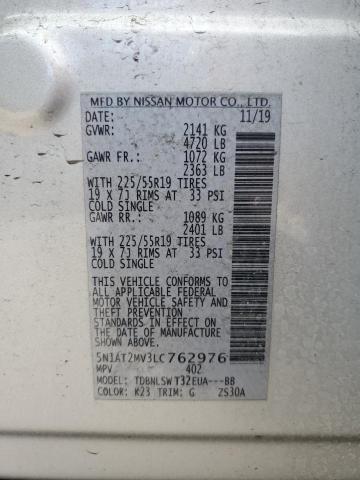 MFD BY NISSAN MOTOR CO., LTD.
DATE: 11/19
GVWR: 2141 KG
4720 LB
GAWR FR.: 1072 KG
2363 LB
WITH 225/55R19 TIRES
19 X 7J RIMS AT 33 PSI
COLD SINGLE
GAWR RR.: 1089 KG
2401 LB
WITH 225/55R19 TIRES
19 X 7J RIMS AT 33 PSI
COLD SINGLE
THIS VEHICLE CONFORMS TO
ALL APPLICABLE FEDERAL
MOTOR VEHICLE SAFETY
AND THEFT PREVENTION
STANDARDS IN EFFECT ON
THE DATE OF MANUFACTURE
SHOWN ABOVE.
5N1AT2MV3LC762976
MPV 402
MODEL: TDBNLSWT32EUA---BB
COLOR: K23 TRIM: G ZS30A